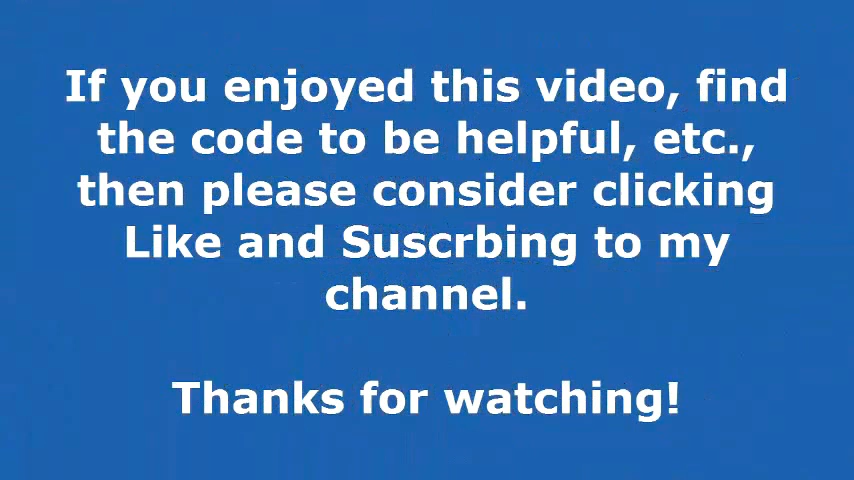 If you enjoyed this video, find
the code to be helpful, etc.,
then please consider clicking
Like and Suscrbing to my
channel.
Thanks for watching!